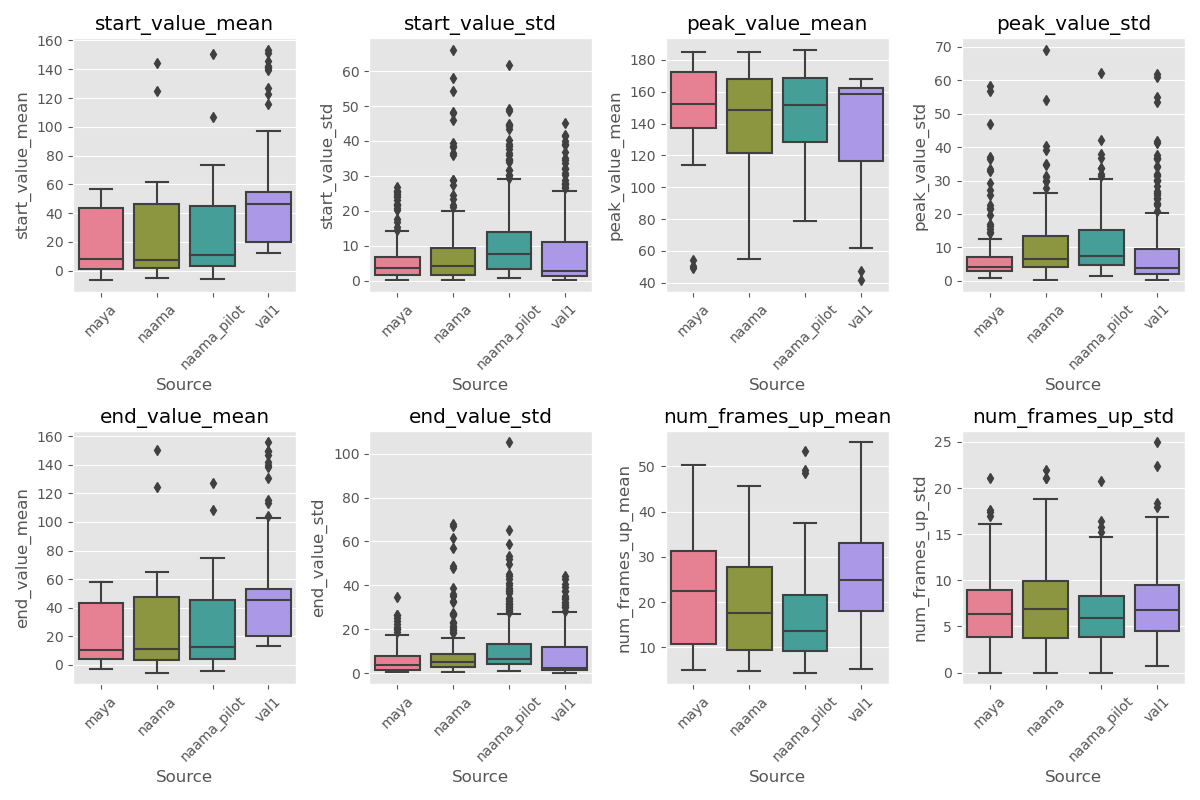 start_value_mean
start_value_mean
160
140
120
100
80
60
40
20
0
maya
naama
naama_pilot
val1
Source
start_value_std
start_value_std
60
50
40
30
20
10
0
maya
naama
naama_pilot
val1
Source
peak_value_mean
peak_value_mean
180
160
140
120
100
80
60
40
maya
naama
naama_pilot
val1
Source
peak_value_std
peak_value_std
70
60
50
40
30
20
10
0
maya
naama
naama_pilot
val1
Source
end_value_mean
end_value_mean
160
140
120
100
80
60
40
20
0
maya
naama
naama_pilot
val1
Source
end_value_std
end_value_std
100
80
60
40
20
0
maya
naama
naama_pilot
val1
Source
num_frames_up_mean
num_frames_up_mean
50
40
30
20
10
maya
naama
naama_pilot
val1
Source
num_frames_up_std
num_frames_up_std
25
20
15
10
5
0
maya
naama
naama_pilot
val1
Source